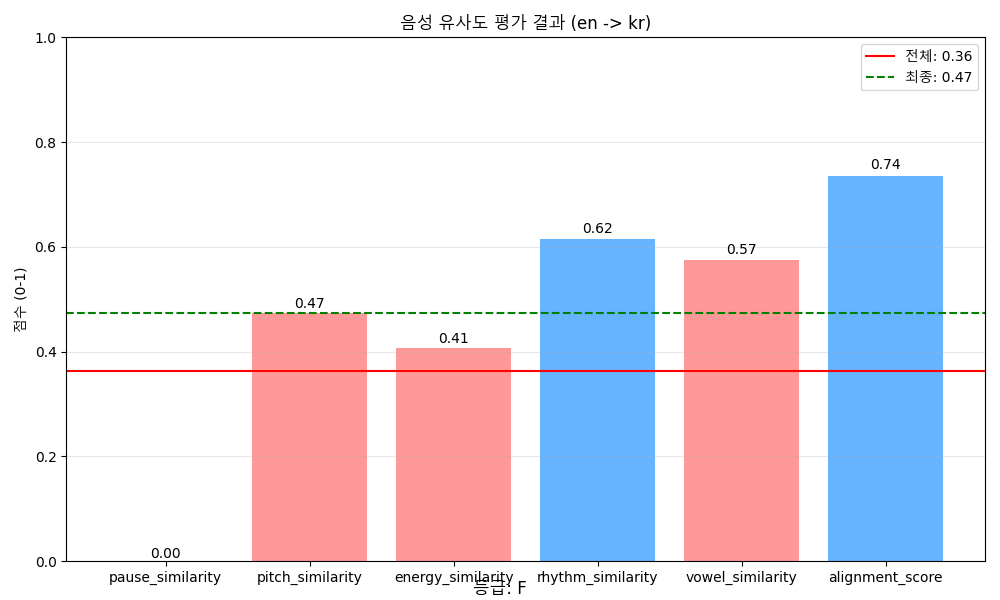 음성 유사도 평가 결과 (en -> kr)
전체: 0.36
최종: 0.47
점수 (0-1)
1.0
0.8
0.6
0.4
0.2
0.0
0.00
0.47
0.41
0.62
0.57
0.74
pause_similarity pitch_similarity energy_similarity rhythm_similarity vowel_similarity alignment_score
등급: F